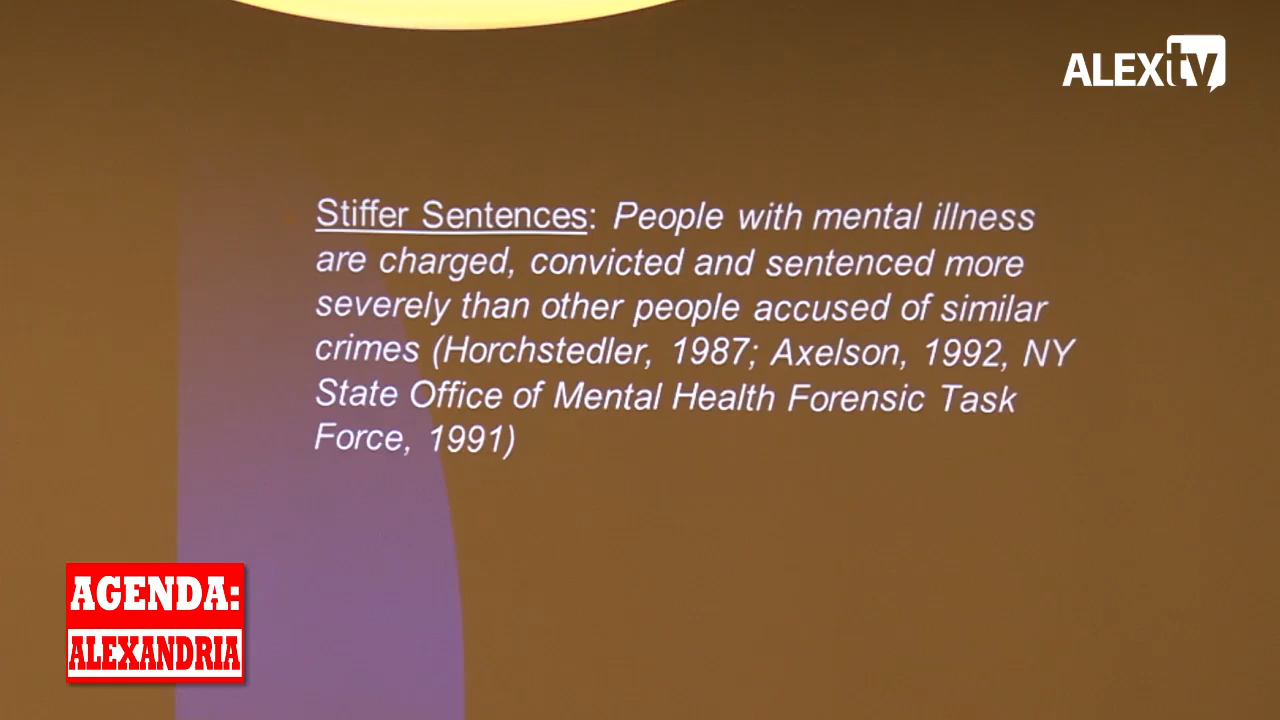 ALEXtv
Stiffer Sentences: People with mental illness
are charged, convicted and sentenced more
severely than other people accused of similar
crimes (Horchstedler, 1987; Axelson, 1992, NY
State Office of Mental Health Forensic Task
Force, 1991)
AGENDA:
ALEXANDRIA